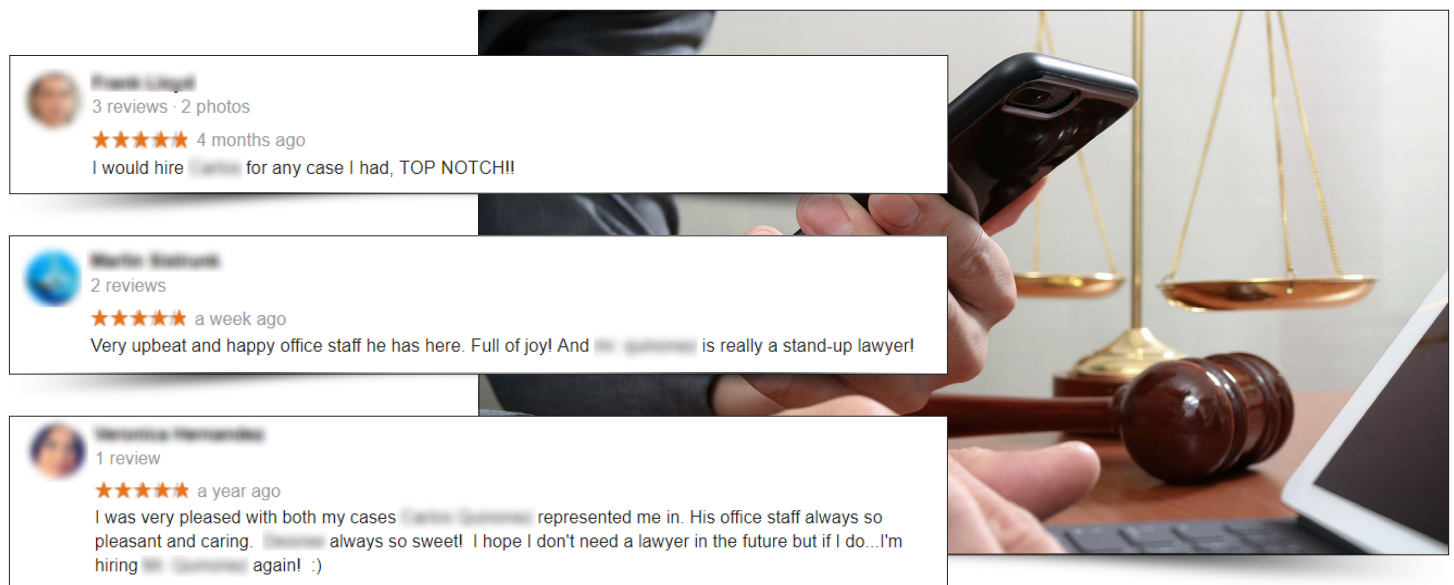 3 reviews · 2 photos
4 months ago
I would hire for any case I had, TOP NOTCH!!
2 reviews
a week ago
Very upbeat and happy office staff he has here. Full of joy! And is really a stand-up lawyer!
1 review
a year ago
I was very pleased with both my cases represented me in. His office staff always so
pleasant and caring. always so sweet! I hope I don't need a lawyer in the future but if I do...I'm
hiring again! :)